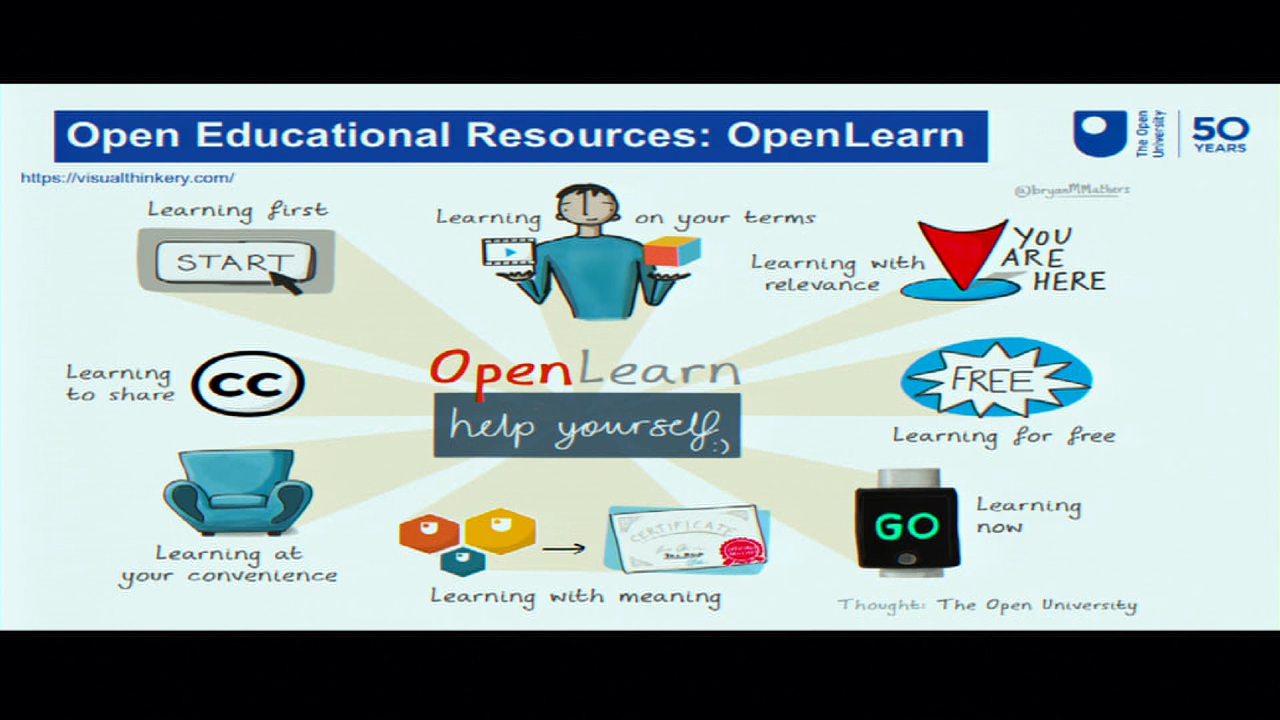 Open Educational Resources: OpenLearn
The Open
University
50
YEARS
https://visualthinkery.com/
@bryanMMathers
Learning first
START
Learning on your terms
Learning with
relevance
YOU
ARE
HERE
Learning
to share
cc
OpenLearn
help yourself :)
FREE
Learning for free
Learning at
your convenience
CERTIFICATE
Learning with meaning
GO
Learning
now
Thought: The Open University